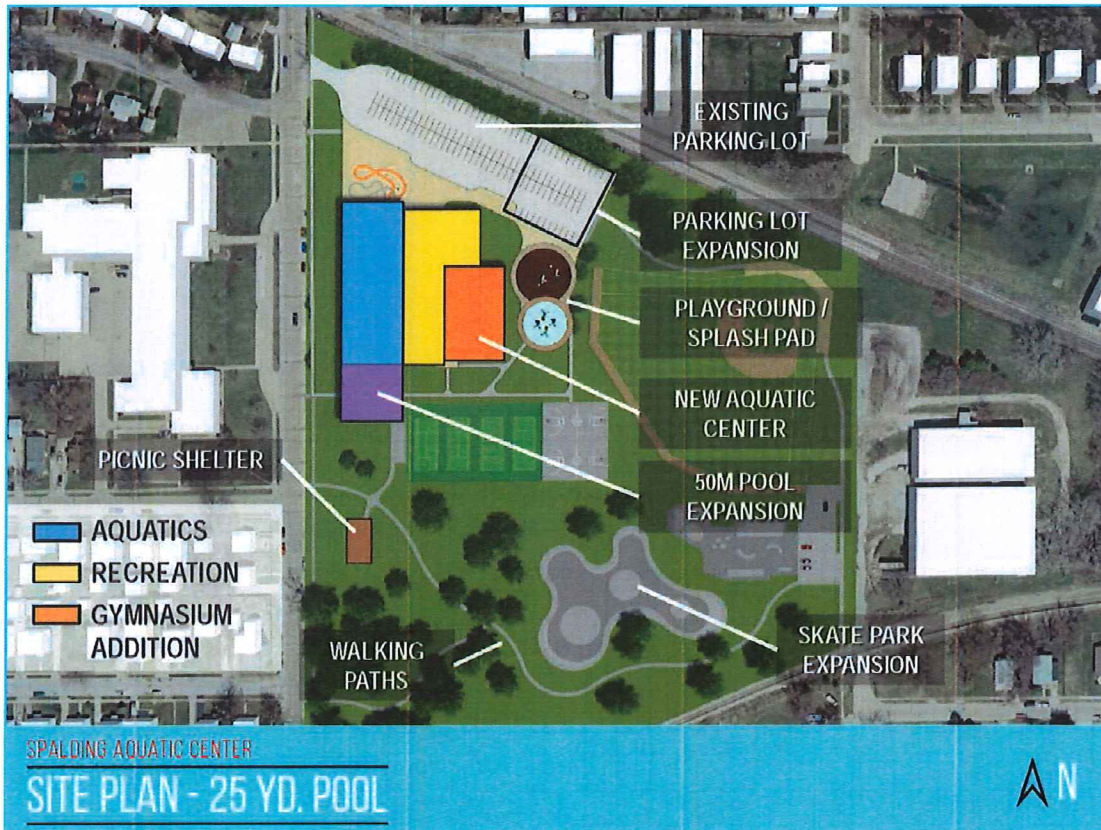 EXISTING
PARKING LOT
PARKING LOT
EXPANSION
PLAYGROUND /
SPLASH PAD
NEW AQUATIC
CENTER
50M POOL
EXPANSION
PICNIC SHELTER
AQUATICS
RECREATION
GYMNASIUM
ADDITION
WALKING
PATHS
SKATE PARK
EXPANSION
SPALDING AQUATIC CENTER
SITE PLAN - 25 YD. POOL
N